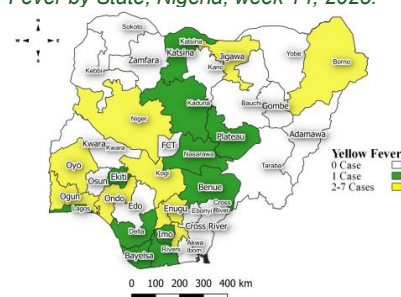 Fever by State, Nigeria, week 14, 2023.
N
W
E
S
Sokoto
Katsina
Katsina
Jigawa
Yobe
Borno
Zamfara
Kano
Kebbi
Kaduna
Bauchi
Gombe
Niger
Adamawa
Plateau
Kwara
Kwara
FCT
Nasarawa
Taraba
Oyo
Ekiti
Kogi
Osun
Benue
Ogun
Ondo
Edo
Enugu
Cross
River
Lagos
Ebonyi
Cross River
Delta
Imo
Akwa
Ibom
Bayelsa
Rivers
Yellow Fever
0 Case
1 Case
2-7 Cases
0 100 200 300 400 km